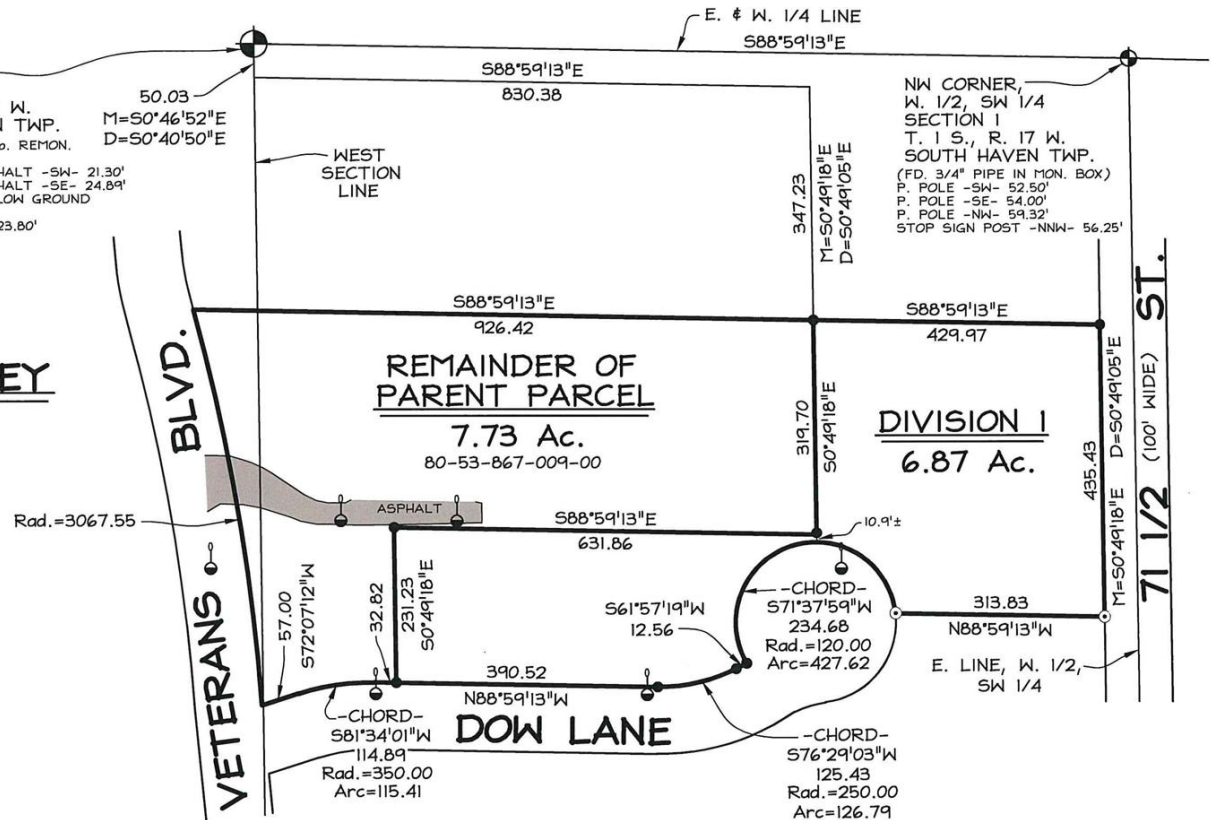 E. & W. 1/4 LINE
S88°59'13"E
S88°59'13"E
830.38
50.03
M=S0°46'52"E
D=S0°40'50"E
W.
TWP.
REMON.
-SW- 21.30'
-SE- 24.89'
GROUND
23.80'
WEST
SECTION
LINE
347.23
M=S0°49'18"E
D=S0°49'05"E
NW CORNER,
W. 1/2, SW 1/4
SECTION 1
T. 1 S., R. 17 W.
SOUTH HAVEN TWP.
(FD. 3/4" PIPE IN MON. BOX)
P. POLE -SW- 52.50'
P. POLE -SE- 54.00'
P. POLE -NW- 59.32'
STOP SIGN POST -NNW- 56.25'
S88°59'13"E
926.42
S88°59'13"E
429.97
EY
REMAINDER OF
PARENT PARCEL
7.73 Ac.
80-53-867-009-00
319.70
S0°49'18"E
DIVISION 1
6.87 Ac.
435.43
M=S0°49'18"E D=S0°49'05"E
71 1/2 ST.
(100' WIDE)
VETERANS BLVD.
Rad.=3067.55
ASPHALT
S88°59'13"E
631.86
10.9'±
57.00
S72°07'12"W
32.82
231.23
S0°49'18"E
S61°57'19"W
12.56
-CHORD-
S71°37'59"W
234.68
Rad.=120.00
Arc=427.62
313.83
N88°59'13"W
E. LINE, W. 1/2,
SW 1/4
390.52
N88°59'13"W
DOW LANE
-CHORD-
S81°34'01"W
114.89
Rad.=350.00
Arc=115.41
-CHORD-
S76°29'03"W
125.43
Rad.=250.00
Arc=126.79